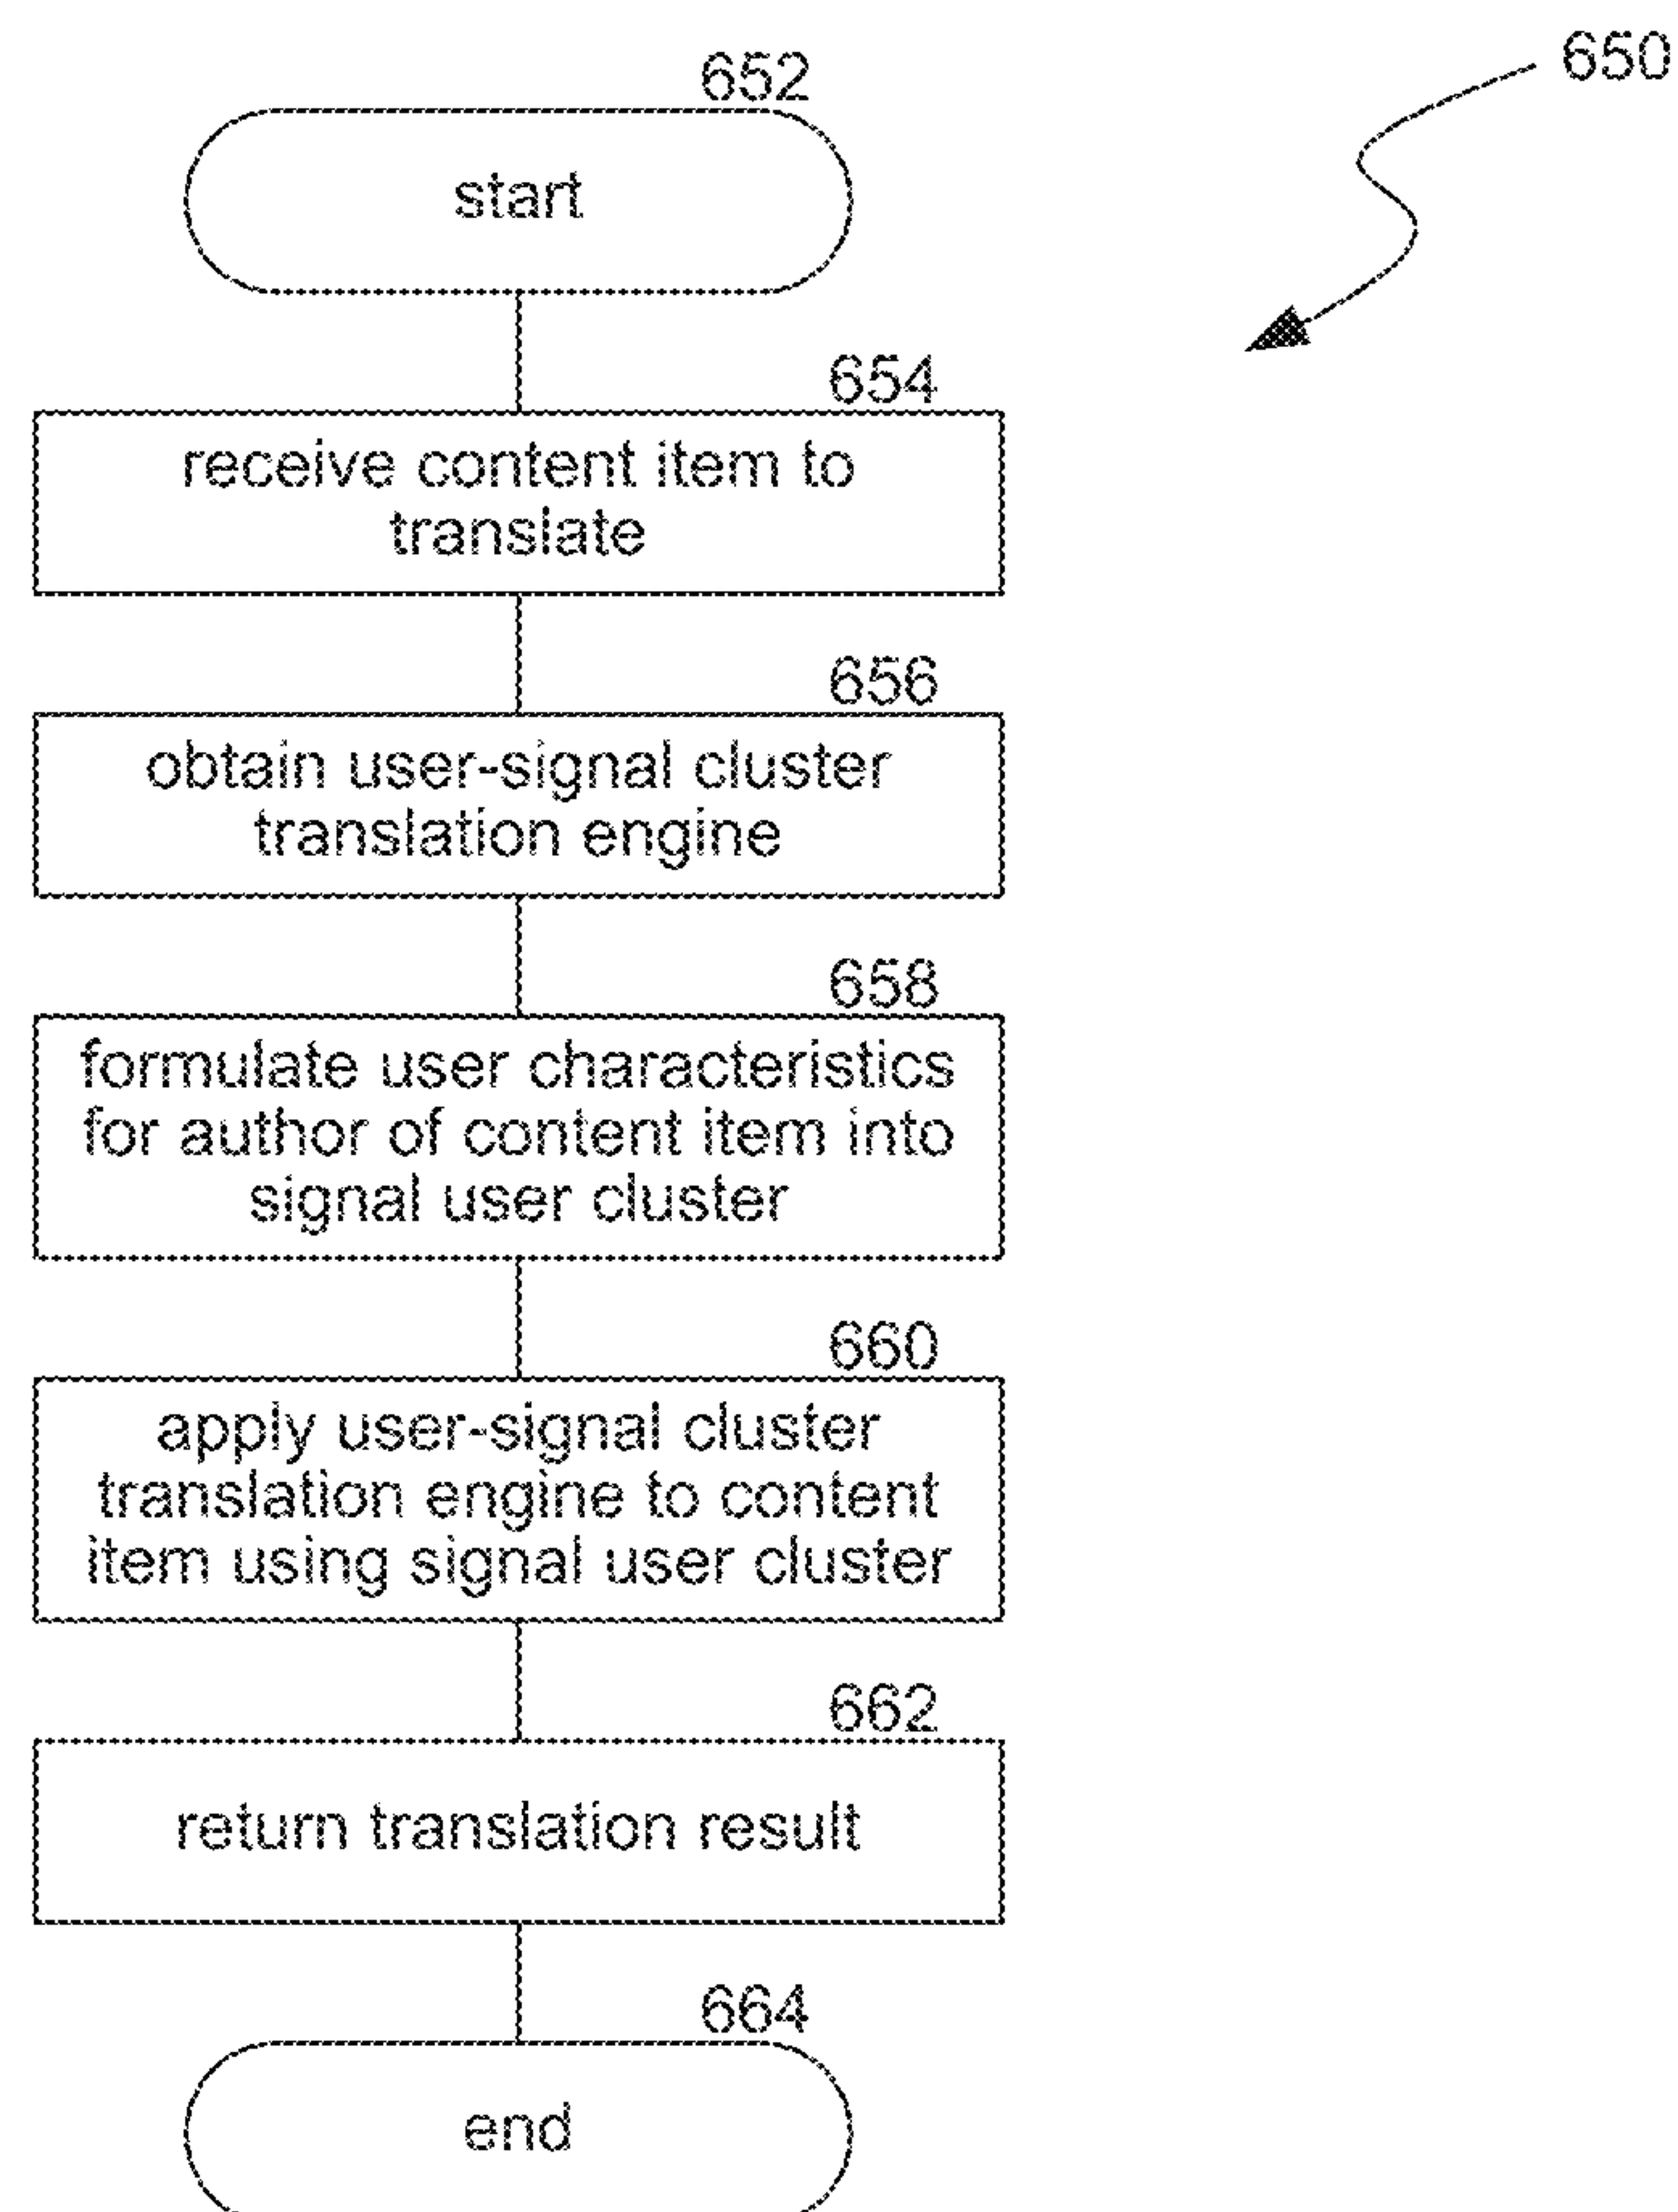 650
652
start
654
receive content item to
translate
656
obtain user-signal cluster
translation engine
658
formulate user characteristics
for author of content item into
signal user cluster
660
apply user-signal cluster
translation engine to content
item using signal user cluster
662
return translation result
664
end